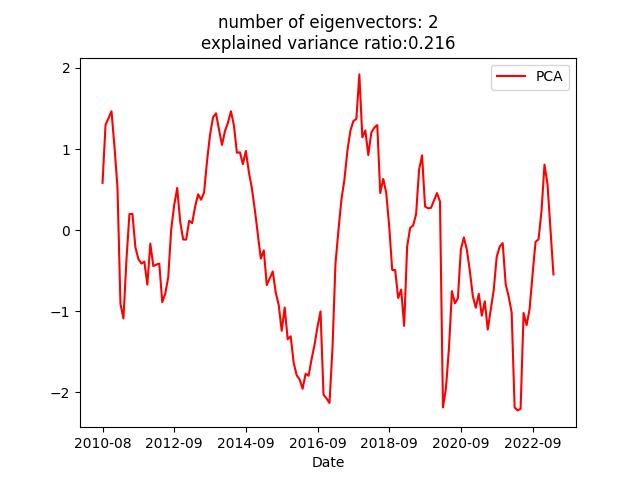 number of eigenvectors: 2
explained variance ratio:0.216
PCA
2
1
0
−1
−2
2010-08 2012-09 2014-09 2016-09 2018-09 2020-09 2022-09
Date